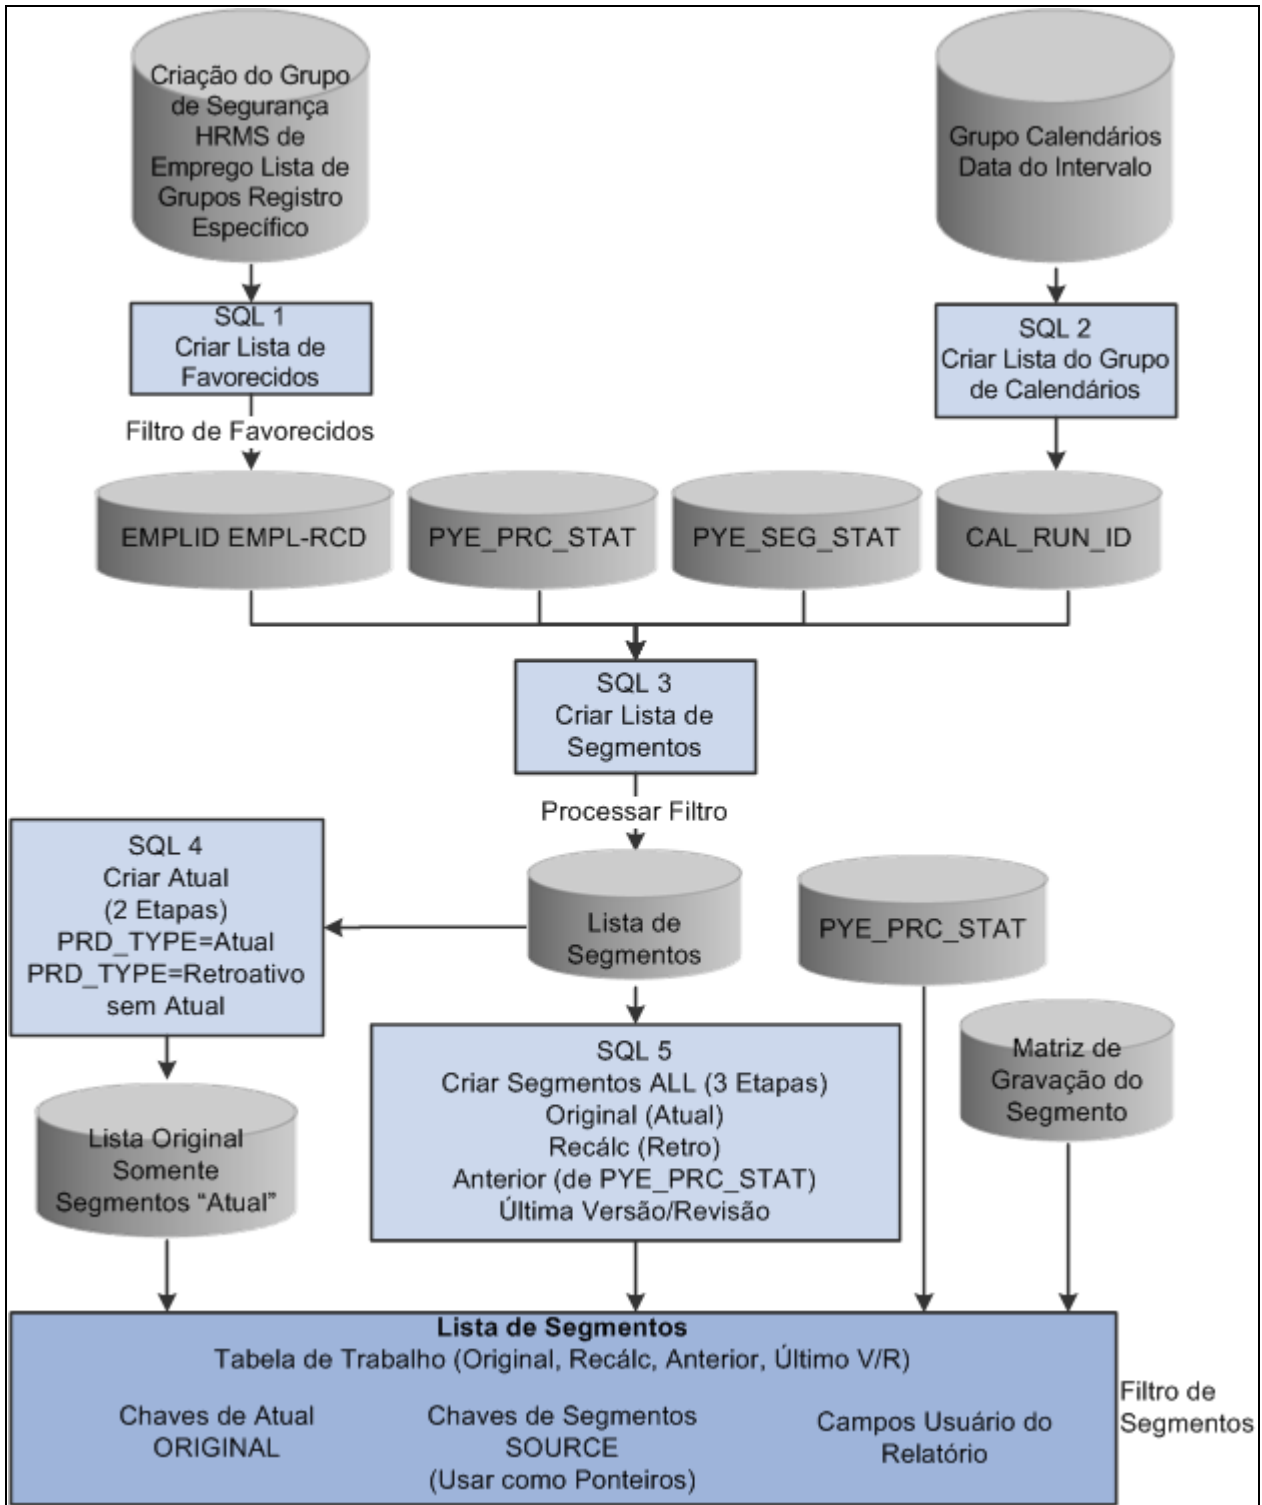 Criação do Grupo
de Segurança
HRMS de
Emprego Lista de
Grupos Registro
Específico
Grupo Calendários
Data do Intervalo
SQL 1
Criar Lista de
Favorecidos
SQL 2
Criar Lista do Grupo
de Calendários
Filtro de Favorecidos
EMPLID EMPL-RCD
PYE_PRC_STAT
PYE_SEG_STAT
CAL_RUN_ID
SQL 3
Criar Lista de
Segmentos
Processar Filtro
SQL 4
Criar Atual
(2 Etapas)
PRD_TYPE=Atual
PRD_TYPE=Retroativo
sem Atual
Lista de
Segmentos
PYE_PRC_STAT
Matriz de
Gravação do
Segmento
SQL 5
Criar Segmentos ALL (3 Etapas)
Original (Atual)
Recálc (Retro)
Anterior (de PYE_PRC_STAT)
Última Versão/Revisão
Lista Original
Somente
Segmentos “Atual”
Lista de Segmentos
Tabela de Trabalho (Original, Recálc, Anterior, Último V/R)
Chaves de Atual
ORIGINAL
Chaves de Segmentos
SOURCE
(Usar como Ponteiros)
Campos Usuário do
Relatório
Filtro de
Segmentos